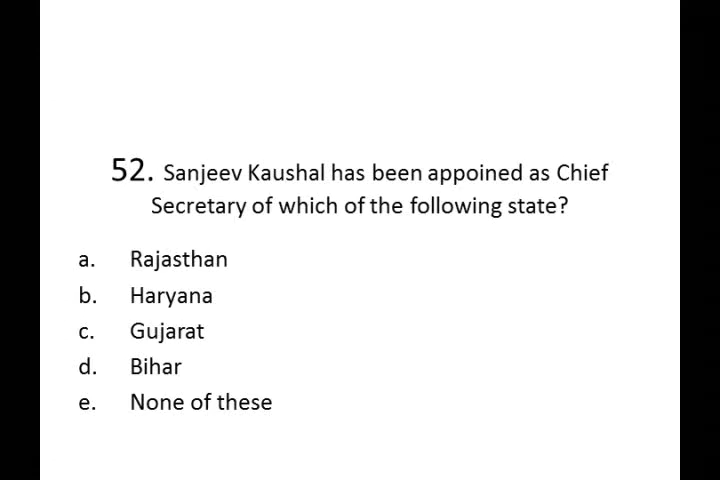 52. Sanjeev Kaushal has been appoined as Chief
Secretary of which of the following state?
a. Rajasthan
b. Haryana
c. Gujarat
d. Bihar
e. None of these